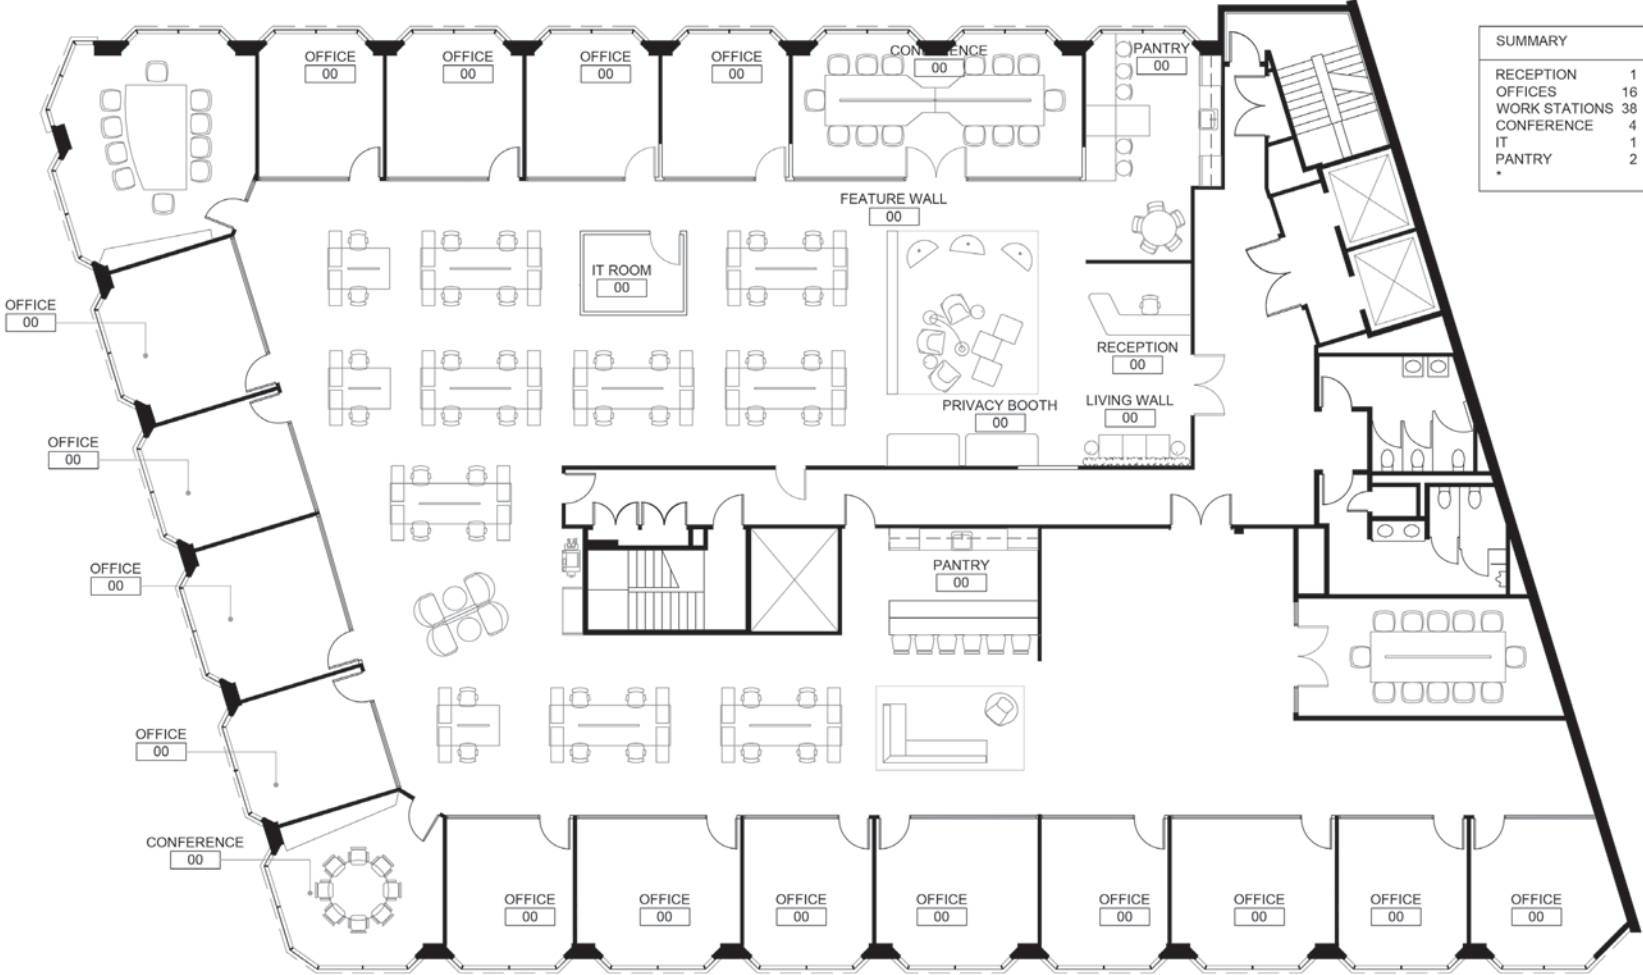 OFFICE
00
OFFICE
00
OFFICE
00
OFFICE
00
CONFERENCE
00
PANTRY
00
SUMMARY
RECEPTION 1
OFFICES 16
WORK STATIONS 38
CONFERENCE 4
IT 1
PANTRY 2
*
FEATURE WALL
00
IT ROOM
00
OFFICE
00
RECEPTION
00
PRIVACY BOOTH
00
LIVING WALL
00
OFFICE
00
OFFICE
00
PANTRY
00
OFFICE
00
CONFERENCE
00
OFFICE
00
OFFICE
00
OFFICE
00
OFFICE
00
OFFICE
00
OFFICE
00
OFFICE
00
OFFICE
00